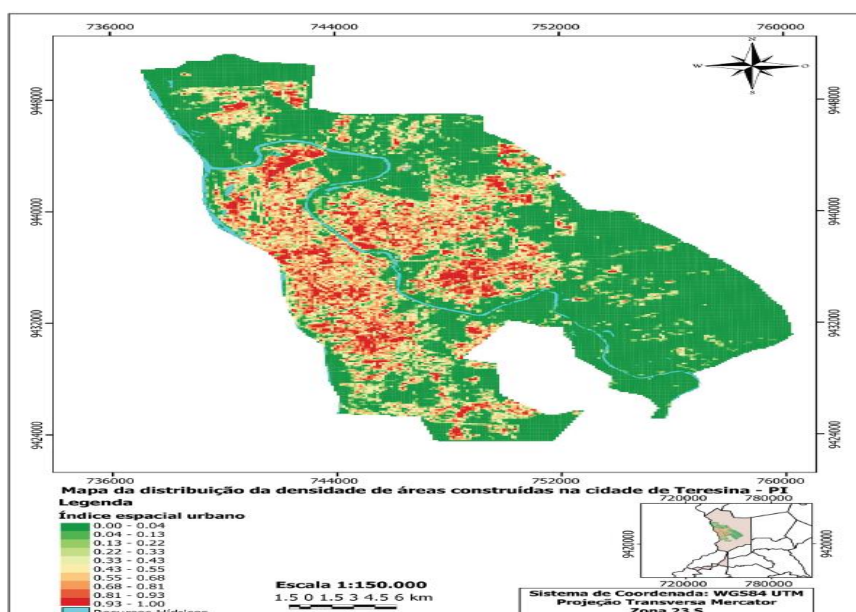 736000 744000 752000 760000
N
W O
S
9448000 9448000
9440000 9440000
9432000 9432000
9424000 9424000
736000 744000 752000 760000
Mapa da distribuição da densidade de áreas construídas na cidade de Teresina - PI
Legenda
Índice espacial urbano
0.00 - 0.04
0.04 - 0.13
0.13 - 0.22
0.22 - 0.33
0.33 - 0.43
0.43 - 0.55
0.55 - 0.68
0.68 - 0.81
0.81 - 0.93
0.93 - 1.00
Recursos Hídricos
Escala 1:150.000
1.5 0 1.5 3 4.5 6 km
720000 780000
9420000 9420000
720000 780000
Sistema de Coordenada: WGS84 UTM
Projeção Transversa Mercator
Zona 23 S